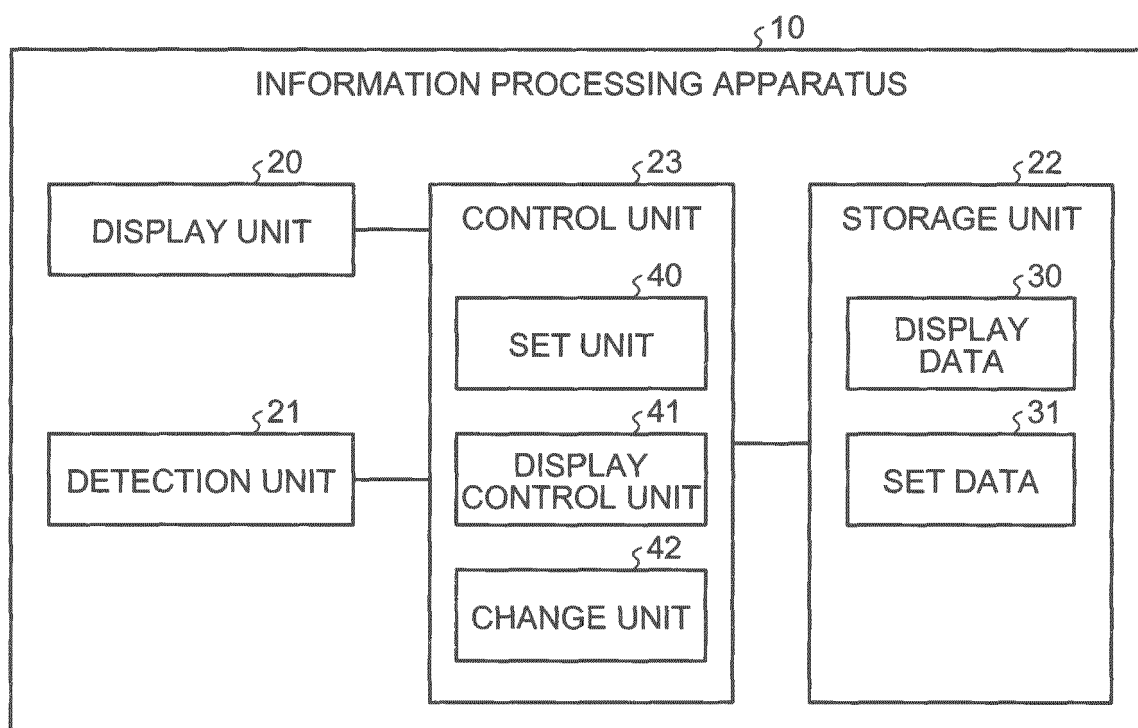 10
INFORMATION PROCESSING APPARATUS
20
DISPLAY UNIT
21
DETECTION UNIT
23
CONTROL UNIT
40
SET UNIT
41
DISPLAY
CONTROL UNIT
42
CHANGE UNIT
22
STORAGE UNIT
30
DISPLAY
DATA
31
SET DATA